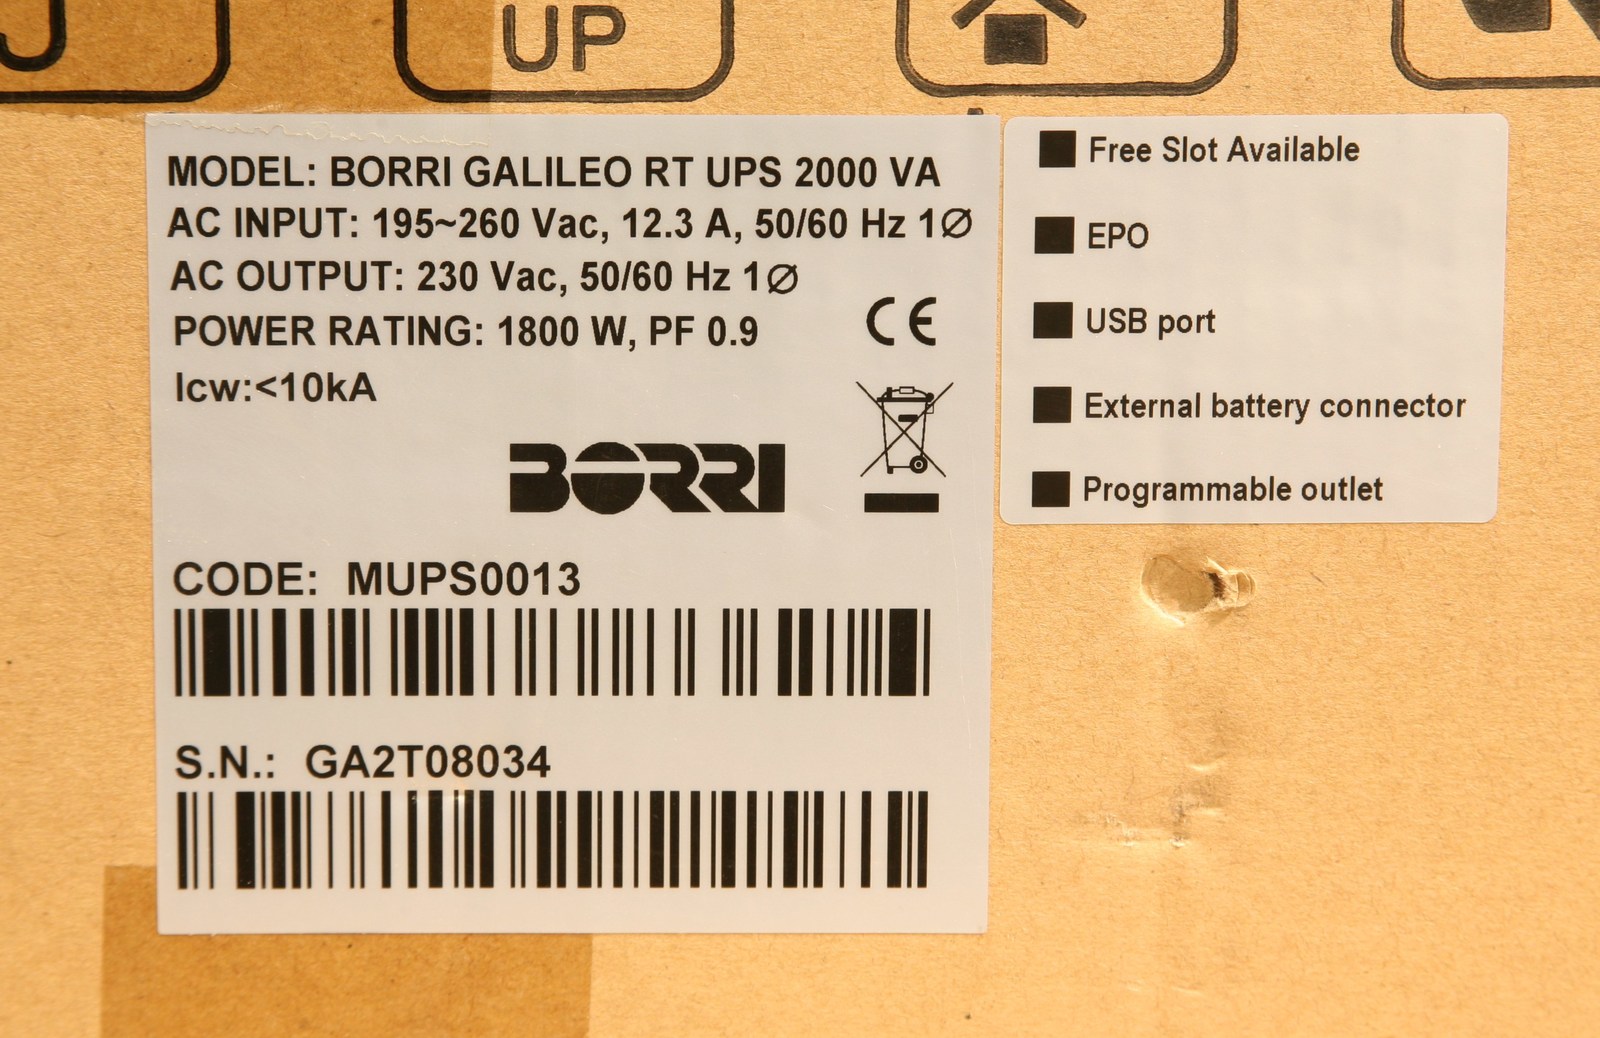 UP
MODEL: BORRI GALILEO RT UPS 2000 VA
AC INPUT: 195~260 Vac, 12.3 A, 50/60 Hz 1Ø
AC OUTPUT: 230 Vac, 50/60 Hz 1Ø
POWER RATING: 1800 W, PF 0.9
CE
Icw:<10kA
BORRI
CODE: MUPS0013
S.N.: GA2T08034
Free Slot Available
EPO
USB port
External battery connector
Programmable outlet